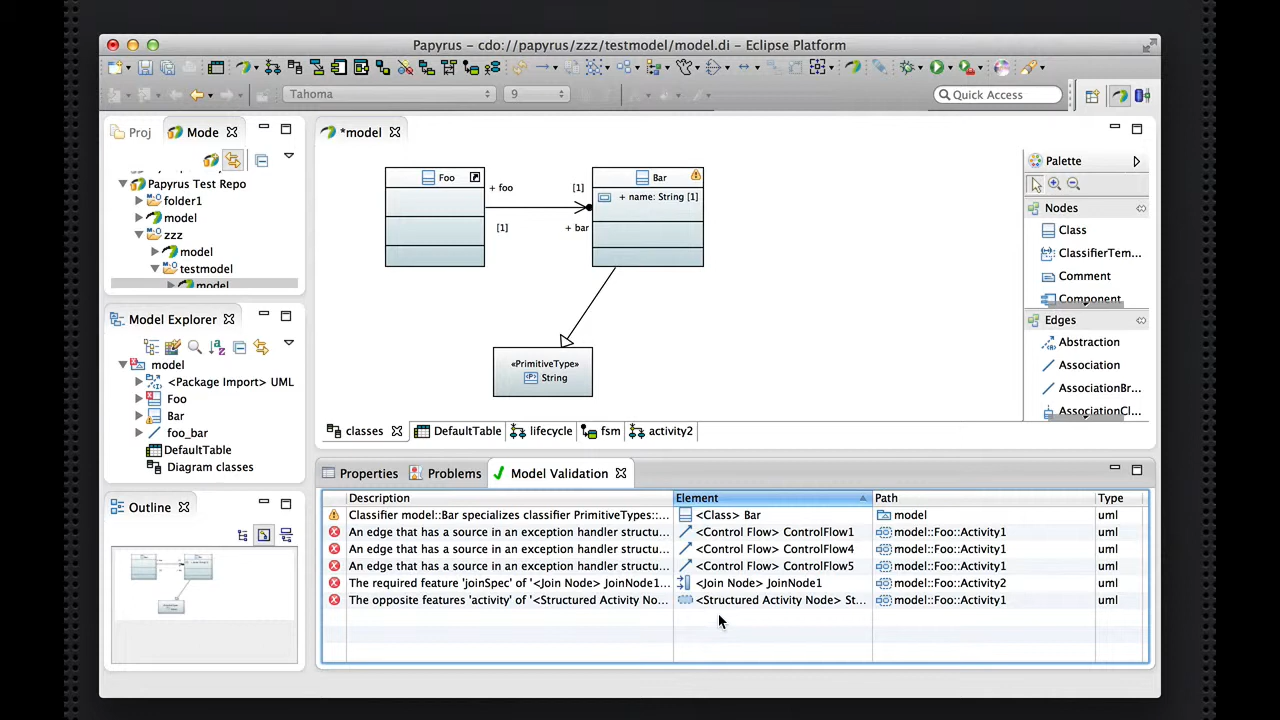 Papyrus - cdo://papyrus/zzz/testmodel/model.di - Eclipse Platform
Tahoma
9
Quick Access
Proj
Mode
Papyrus Test Repo
folder1
model
zzz
model
testmodel
model
Model Explorer
model
<Package Import> UML
Foo
Bar
foo_bar
DefaultTable
Diagram classes
Outline
*model
Foo
+ foo
[1]
[1]
+ bar
Bar
+ name: String [1]
«PrimitiveType»
String
Palette
Nodes
Class
ClassifierTem...
Comment
Component
Edges
Abstraction
Association
AssociationBr...
AssociationCl...
classes
DefaultTable
lifecycle
fsm
activity2
Properties
Problems
Model Validation
Description Element Path Type
Classifier model::Bar specializes classifier PrimitiveTypes::... <Class> Bar model uml
An edge that has a source in an exception handler structu... <Control Flow> ControlFlow1 model::Foo::Activity1 uml
An edge that has a source in an exception handler structu... <Control Flow> ControlFlow4 model::Foo::Activity1 uml
An edge that has a source in an exception handler structu... <Control Flow> ControlFlow5 model::Foo::Activity1 uml
The required feature 'joinSpec' of '<Join Node> JoinNode1... <Join Node> JoinNode1 model::Foo::Activity2 uml
The opposite features 'activity' of '<Structured Activity No... <Structured Activity Node> St... model::Foo::Activity1 uml